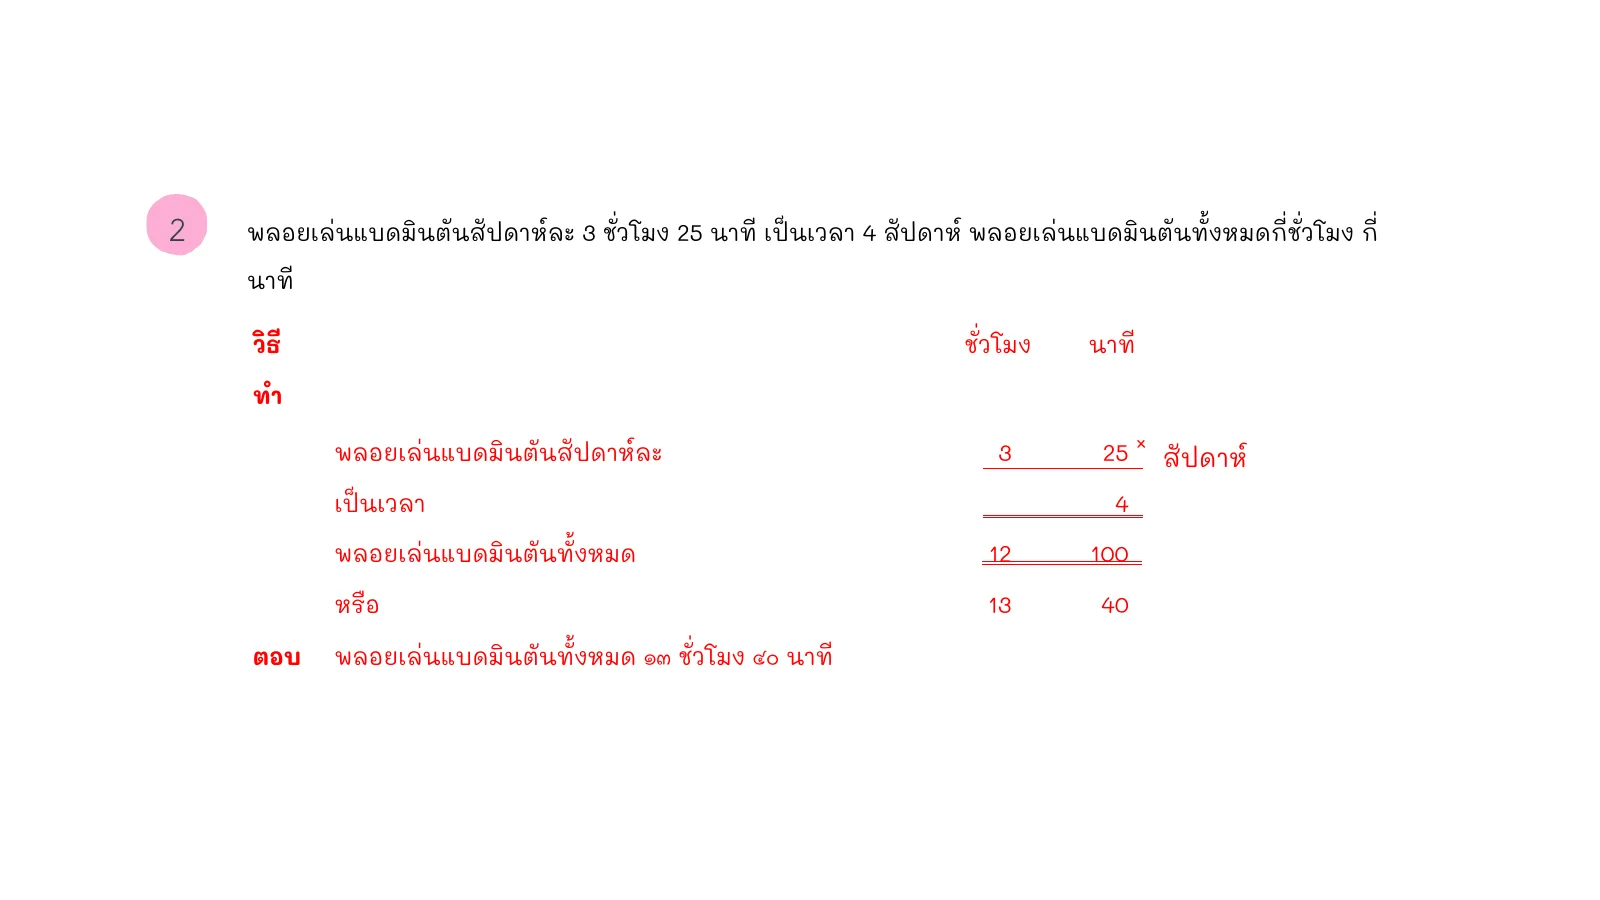 2
พลอยเล่นแบดมินตันสัปดาห์ละ 3 ชั่วโมง 25 นาที เป็นเวลา 4 สัปดาห์ พลอยเล่นแบดมินตันทั้งหมดกี่ชั่วโมง กี่
นาที
วิธี ชั่วโมง นาที
ทำ
พลอยเล่นแบดมินตันสัปดาห์ละ 3 25 × สัปดาห์
เป็นเวลา 4
พลอยเล่นแบดมินตันทั้งหมด 12 100
หรือ 13 40
ตอบ พลอยเล่นแบดมินตันทั้งหมด ๑๓ ชั่วโมง ๔๐ นาที